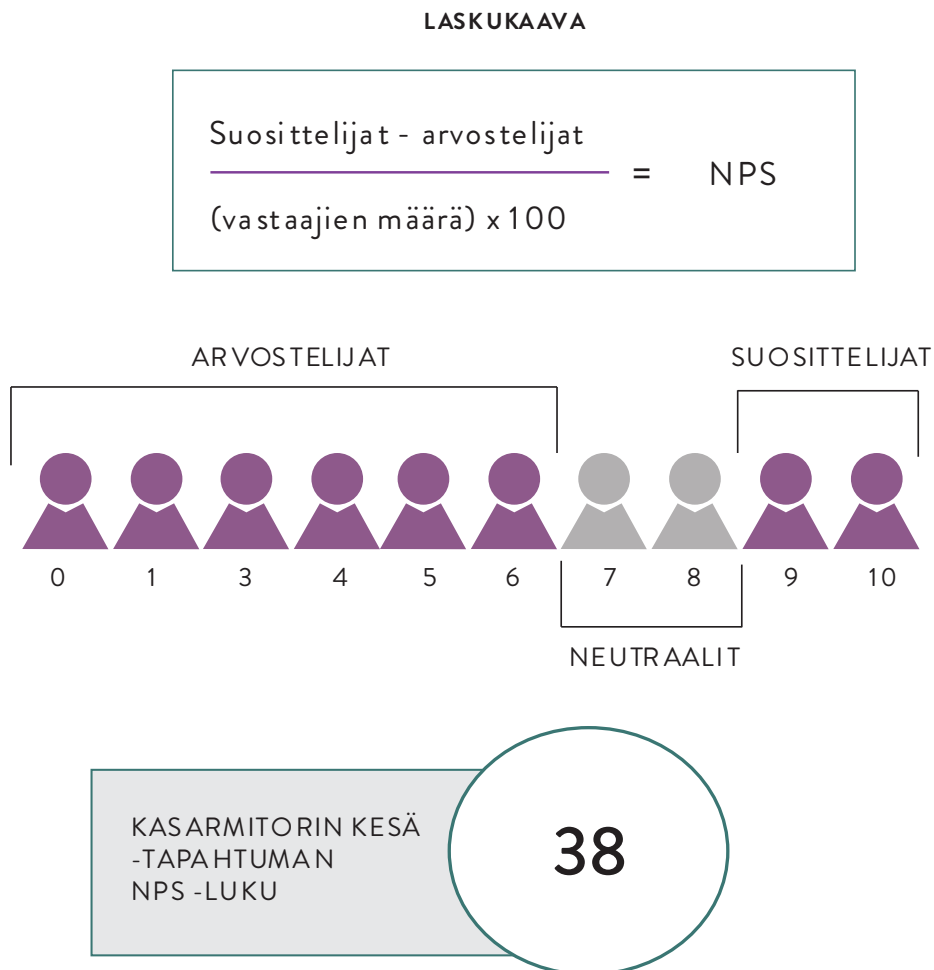 LASKUKAAVA
Suosittelijat - arvostelijat
(vastaajien määrä) x 100
= NPS
ARVOSTELIJAT
SUOSITTELIJAT
0 1 3 4 5 6 7 8 9 10
NEUTRAALIT
KASARMITORIN KESÄ
-TAPAHTUMAN
NPS -LUKU
38